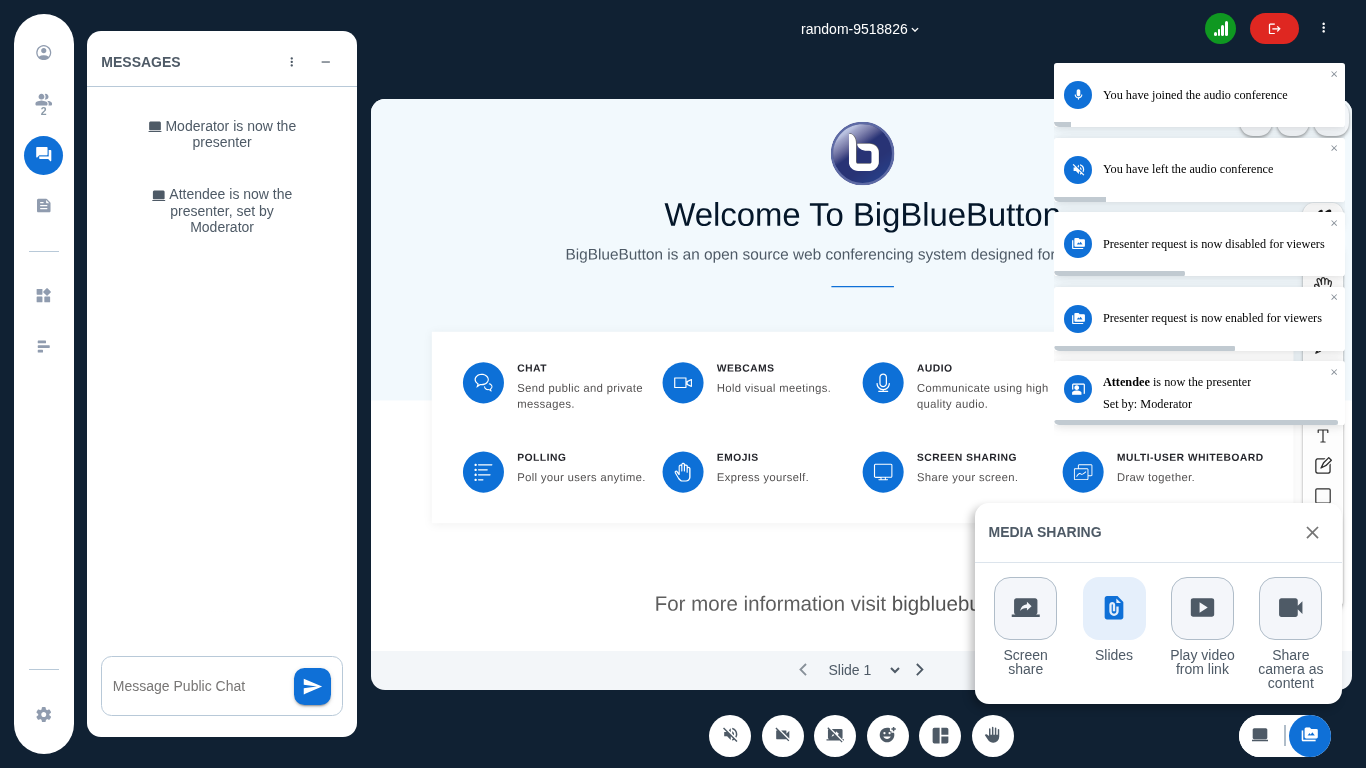 random-9518826
2
MESSAGES
Moderator is now the
presenter
Attendee is now the
presenter, set by
Moderator
Message Public Chat
Welcome To BigBlueButton
BigBlueButton is an open source web conferencing system designed for
CHAT
Send public and private
messages.
WEBCAMS
Hold visual meetings.
AUDIO
Communicate using high
quality audio.
POLLING
Poll your users anytime.
EMOJIS
Express yourself.
SCREEN SHARING
Share your screen.
MULTI-USER WHITEBOARD
Draw together.
For more information visit
Slide 1
You have joined the audio conference
You have left the audio conference
Presenter request is now disabled for viewers
Presenter request is now enabled for viewers
Attendee is now the presenter
Set by: Moderator
MEDIA SHARING
Screen
share
Slides
Play video
from link
Share
camera as
content